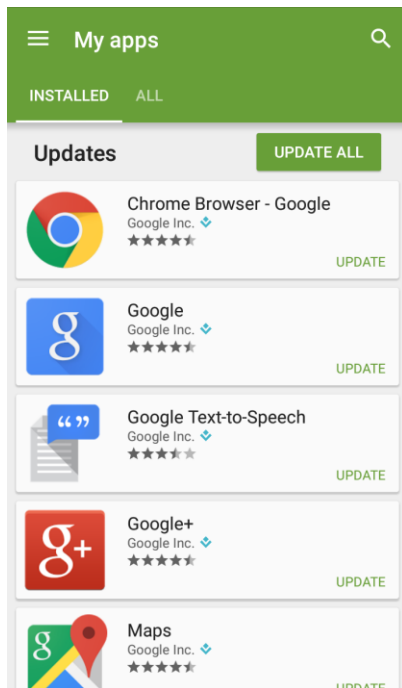 My apps
INSTALLED ALL
Updates
UPDATE ALL
Chrome Browser - Google
Google Inc.
UPDATE
g
Google
Google Inc.
UPDATE
“ ”
Google Text-to-Speech
Google Inc.
UPDATE
g+
Google+
Google Inc.
UPDATE
g
Maps
Google Inc.
UPDATE